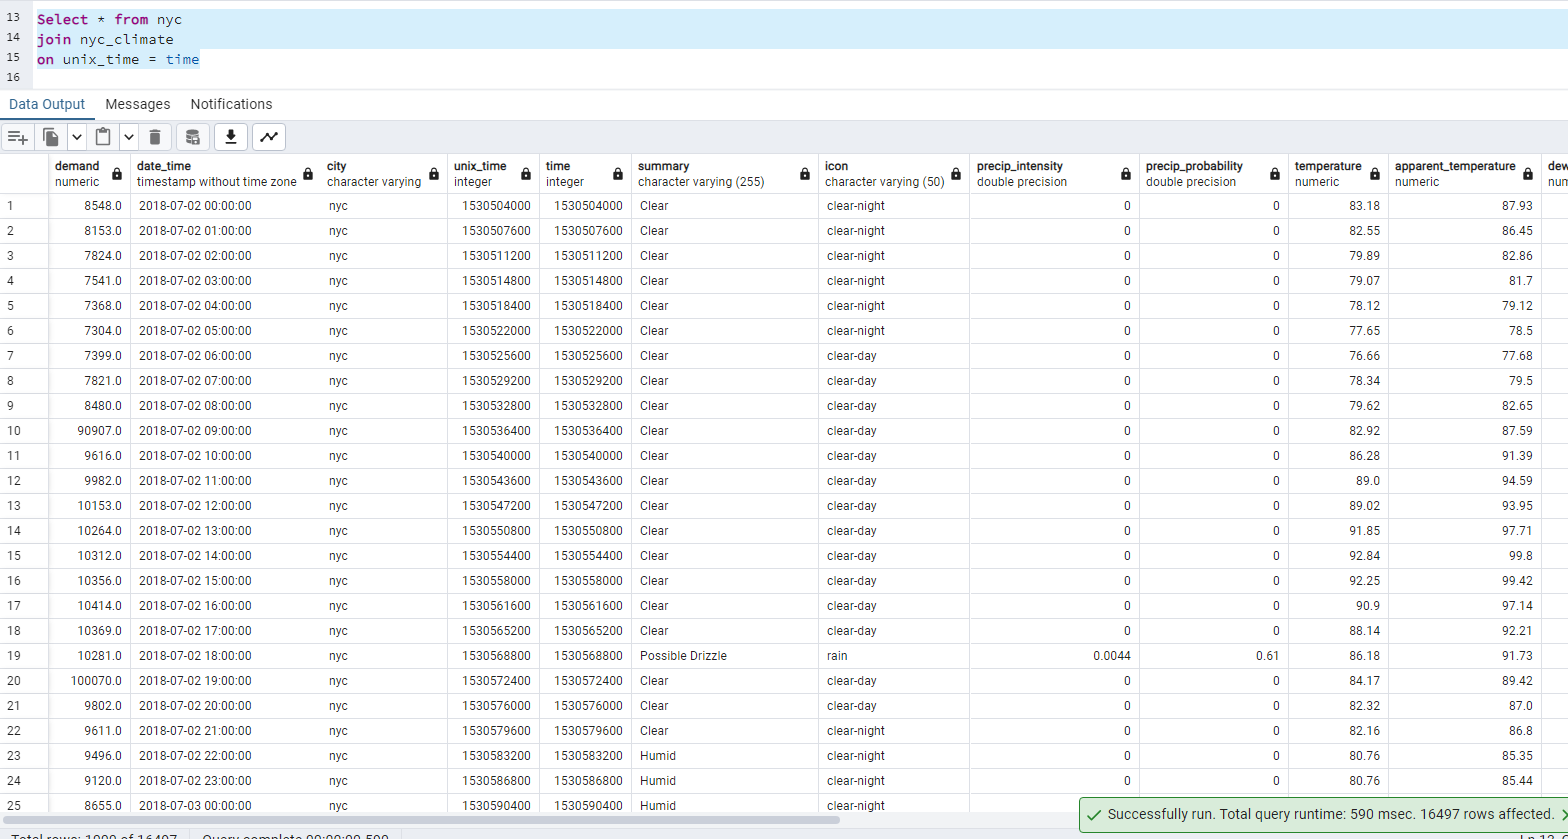 13 Select * from nyc
14 join nyc_climate
15 on unix_time = time
16
Data Output Messages Notifications
demand date_time city unix_time time summary icon precip_intensity precip_probability temperature apparent_temperature
numeric timestamp without time zone character varying integer integer character varying (255) character varying (50) double precision double precision numeric numeric
1 8548.0 2018-07-02 00:00:00 nyc 1530504000 1530504000 Clear clear-night 0 0 83.18 87.93
2 8153.0 2018-07-02 01:00:00 nyc 1530507600 1530507600 Clear clear-night 0 0 82.55 86.45
3 7824.0 2018-07-02 02:00:00 nyc 1530511200 1530511200 Clear clear-night 0 0 79.89 82.86
4 7541.0 2018-07-02 03:00:00 nyc 1530514800 1530514800 Clear clear-night 0 0 79.07 81.7
5 7368.0 2018-07-02 04:00:00 nyc 1530518400 1530518400 Clear clear-night 0 0 78.12 79.12
6 7304.0 2018-07-02 05:00:00 nyc 1530522000 1530522000 Clear clear-night 0 0 77.65 78.5
7 7399.0 2018-07-02 06:00:00 nyc 1530525600 1530525600 Clear clear-day 0 0 76.66 77.68
8 7821.0 2018-07-02 07:00:00 nyc 1530529200 1530529200 Clear clear-day 0 0 78.34 79.5
9 8480.0 2018-07-02 08:00:00 nyc 1530532800 1530532800 Clear clear-day 0 0 79.62 82.65
10 90907.0 2018-07-02 09:00:00 nyc 1530536400 1530536400 Clear clear-day 0 0 82.92 87.59
11 9616.0 2018-07-02 10:00:00 nyc 1530540000 1530540000 Clear clear-day 0 0 86.28 91.39
12 9982.0 2018-07-02 11:00:00 nyc 1530543600 1530543600 Clear clear-day 0 0 89.0 94.59
13 10153.0 2018-07-02 12:00:00 nyc 1530547200 1530547200 Clear clear-day 0 0 89.02 93.95
14 10264.0 2018-07-02 13:00:00 nyc 1530550800 1530550800 Clear clear-day 0 0 91.85 97.71
15 10312.0 2018-07-02 14:00:00 nyc 1530554400 1530554400 Clear clear-day 0 0 92.84 99.8
16 10356.0 2018-07-02 15:00:00 nyc 1530558000 1530558000 Clear clear-day 0 0 92.25 99.42
17 10414.0 2018-07-02 16:00:00 nyc 1530561600 1530561600 Clear clear-day 0 0 90.9 97.14
18 10369.0 2018-07-02 17:00:00 nyc 1530565200 1530565200 Clear clear-day 0 0 88.14 92.21
19 10281.0 2018-07-02 18:00:00 nyc 1530568800 1530568800 Possible Drizzle rain 0.0044 0.61 86.18 91.73
20 100070.0 2018-07-02 19:00:00 nyc 1530572400 1530572400 Clear clear-day 0 0 84.17 89.42
21 9802.0 2018-07-02 20:00:00 nyc 1530576000 1530576000 Clear clear-day 0 0 82.32 87.0
22 9611.0 2018-07-02 21:00:00 nyc 1530579600 1530579600 Clear clear-night 0 0 82.16 86.8
23 9496.0 2018-07-02 22:00:00 nyc 1530583200 1530583200 Humid clear-night 0 0 80.76 85.35
24 9120.0 2018-07-02 23:00:00 nyc 1530586800 1530586800 Humid clear-night 0 0 80.76 85.44
25 8655.0 2018-07-03 00:00:00 nyc 1530590400 1530590400 Humid clear-night
Successfully run. Total query runtime: 590 msec. 16497 rows affected.